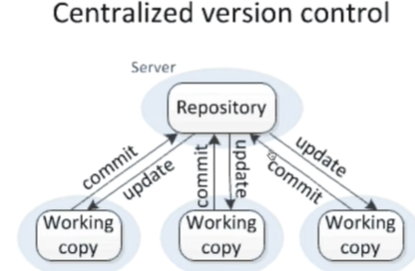 Centralized version control
Server
Repository
commit
update
commit
update
commit
update
Working
copy
Working
copy
Working
copy